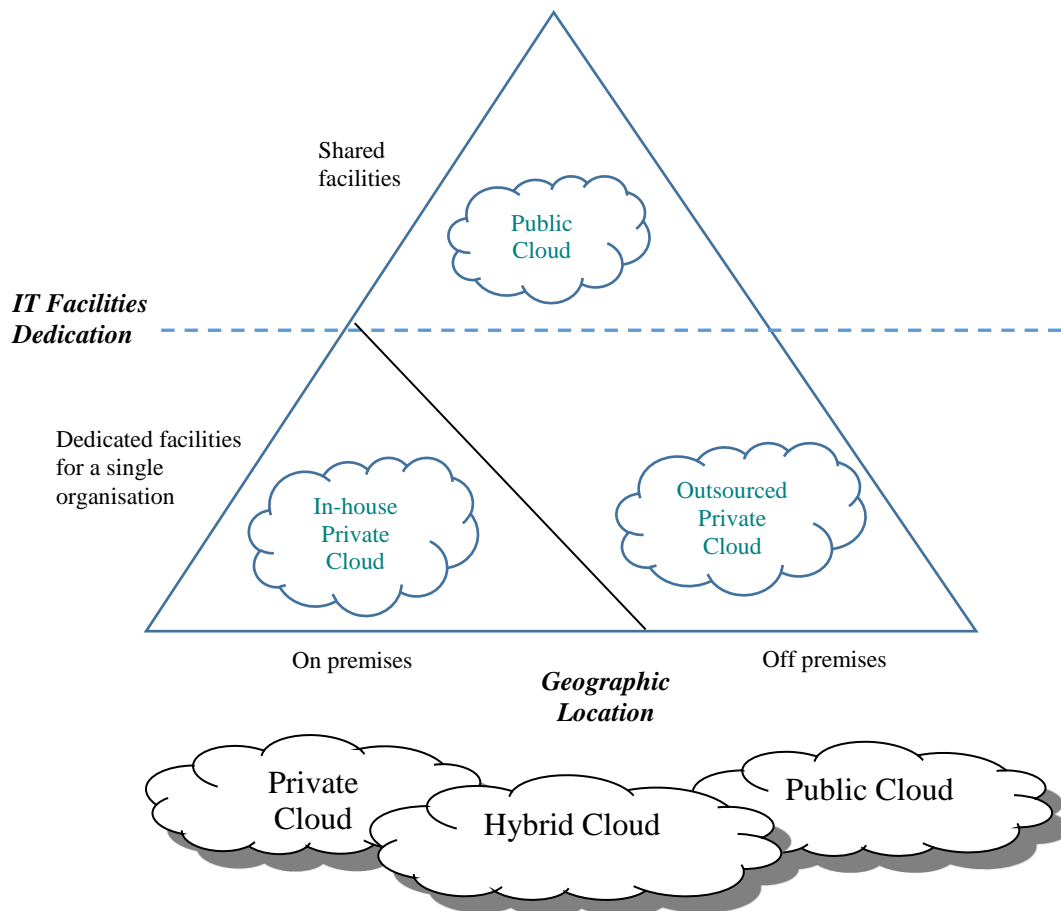 Shared
facilities
Public
Cloud
IT Facilities
Dedication
Dedicated facilities
for a single
organisation
In-house
Private
Cloud
Outsourced
Private
Cloud
On premises
Off premises
Geographic
Location
Private
Cloud
Hybrid Cloud
Public Cloud